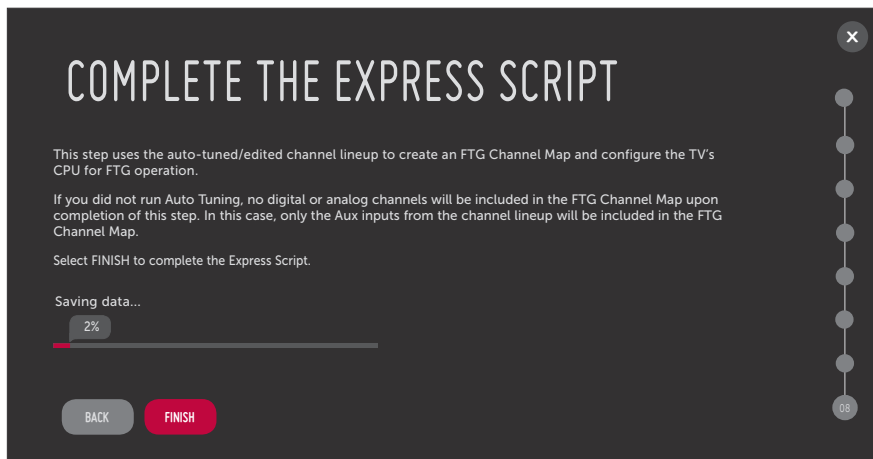 X
COMPLETE THE EXPRESS SCRIPT
This step uses the auto-tuned/edited channel lineup to create an FTG Channel Map and configure the TV's
CPU for FTG operation.
If you did not run Auto Tuning, no digital or analog channels will be included in the FTG Channel Map upon
completion of this step. In this case, only the Aux inputs from the channel lineup will be included in the FTG
Channel Map.
Select FINISH to complete the Express Script.
Saving data...
2%
BACK
FINISH
08